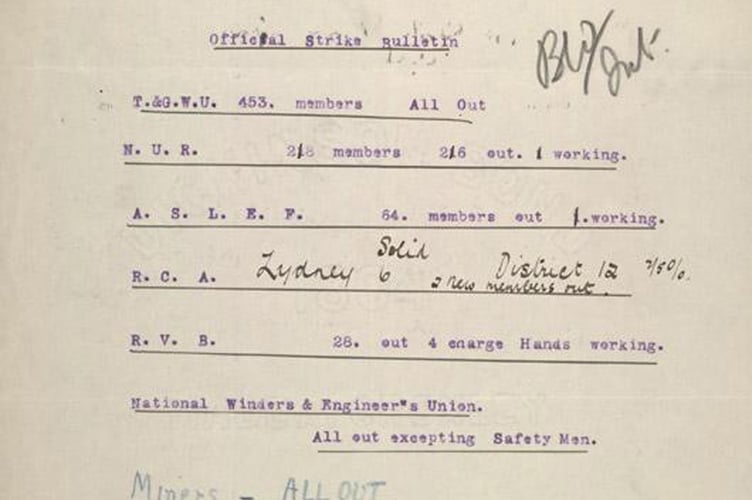 Official Strike Bulletin
T.&G.W.U. 453. members All Out
N. U. R. 218 members 216 out. 1 working.
A. S. L. E. F. 64. members out 1.working.
Solid
R. C. A. Lydney 6 District 12
2 new members out.
R. V. B. 28. out 4 charge Hands working.
National Winders & Engineer"s Union.
All out excepting Safety Men.
Miners - ALL OUT